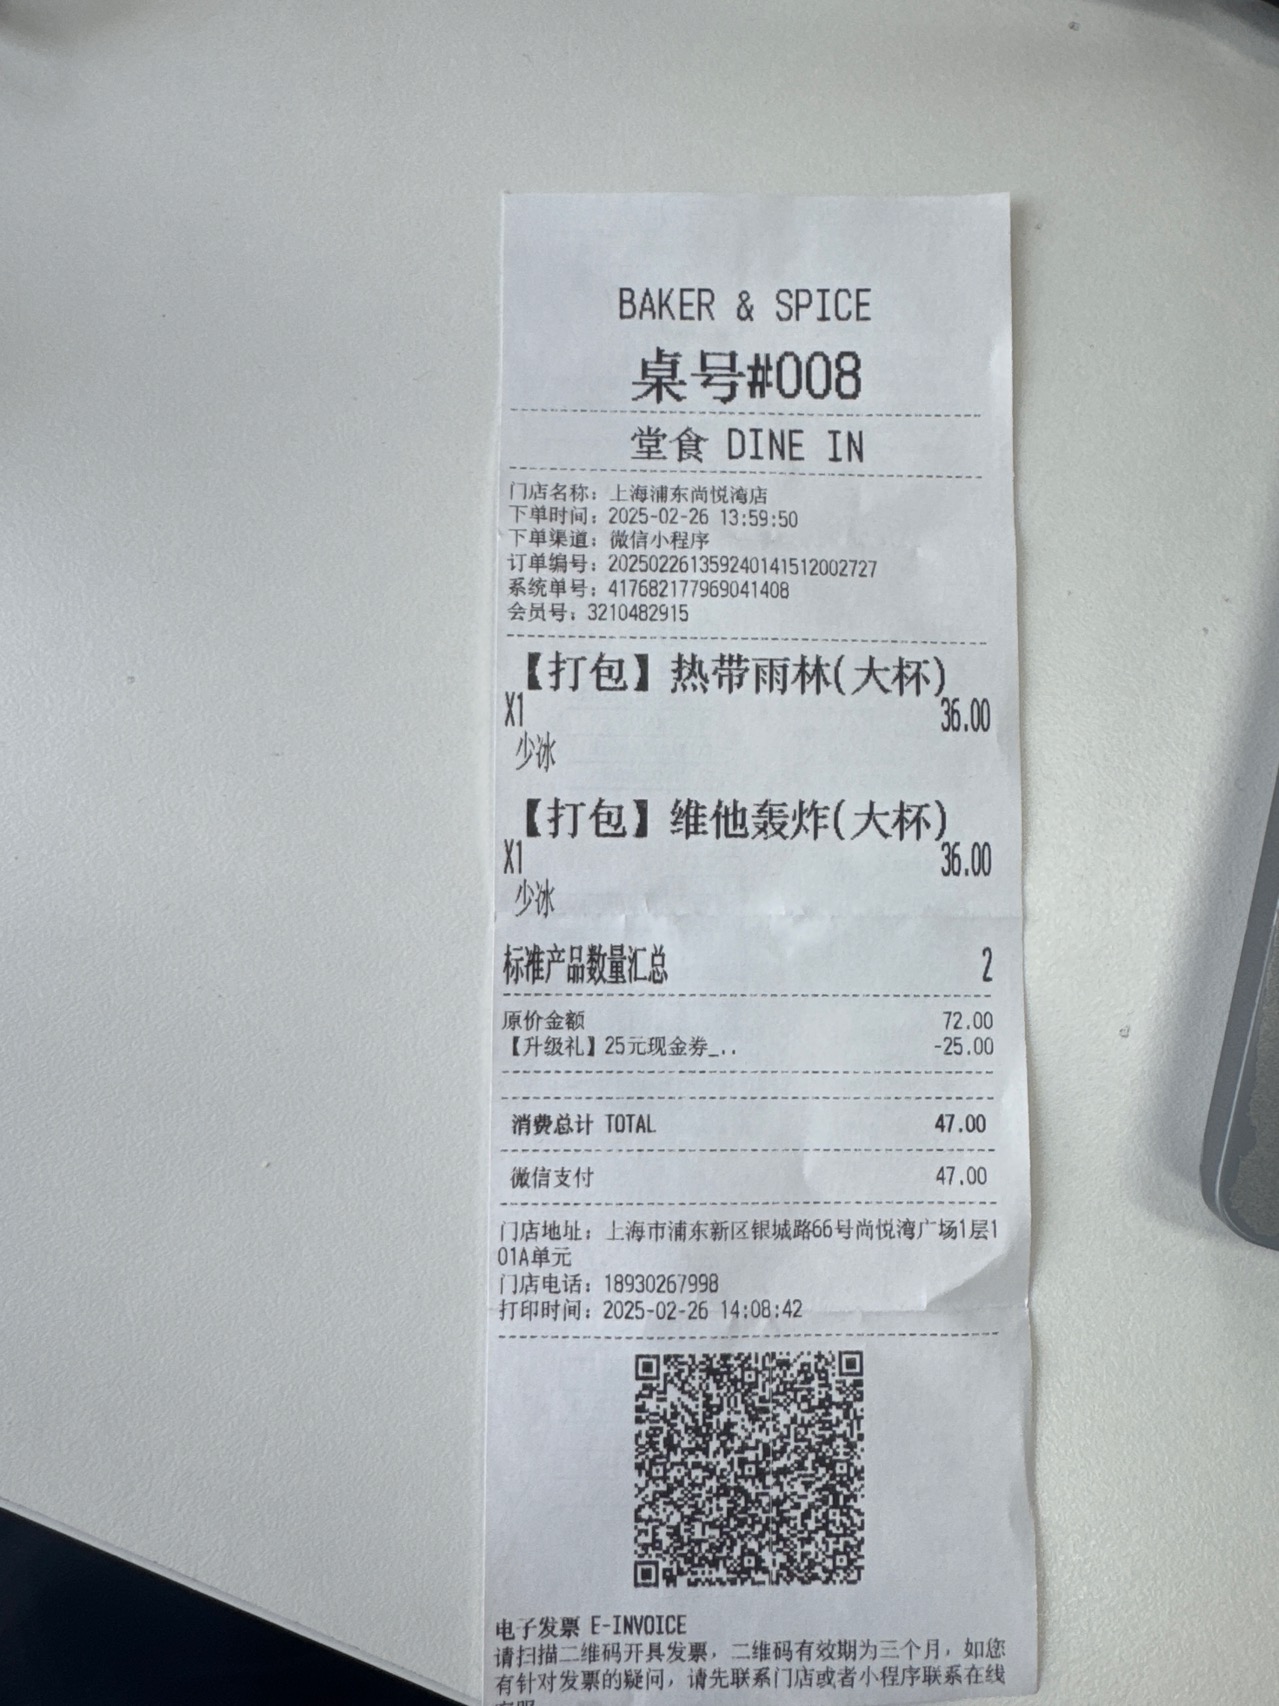 BAKER & SPICE
桌号#008
堂食 DINE IN
门店名称：上海浦东尚悦湾店
下单时间：2025-02-26 13:59:50
下单渠道：微信小程序
订单编号：202502261359240141512002727
系统单号：417682177969041408
会员号：3210482915
【打包】热带雨林(大杯)
X1 36.00
少冰
【打包】维他轰炸(大杯)
X1 36.00
少冰
标准产品数量汇总 2
原价金额 72.00
【升级礼】25元现金券_.. -25.00
消费总计 TOTAL 47.00
微信支付 47.00
门店地址：上海市浦东新区银城路66号尚悦湾广场1层1
01A单元
门店电话：18930267998
打印时间：2025-02-26 14:08:42
电子发票 E-INVOICE
请扫描二维码开具发票，二维码有效期为三个月，如您
有针对发票的疑问，请先联系门店或者小程序联系在线